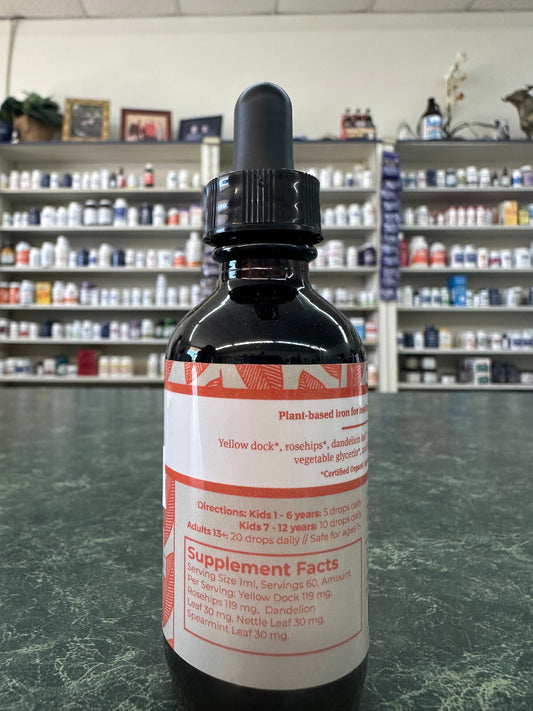 Plant-based iron for
Yellow dock*, rosehips*, dandelion
vegetable glycerin*,
*Certified Organic
Directions: Kids 1 - 6 years: 5 drops daily
Kids 7 - 12 years: 10 drops daily
Adults 13+: 20 drops daily // Safe for ages 1+
Supplement Facts
Serving Size 1ml, Servings 60, Amount
Per Serving: Yellow Dock 119 mg,
Rosehips 119 mg, Dandelion
Leaf 30 mg, Nettle Leaf 30 mg,
Spearmint Leaf 30 mg.